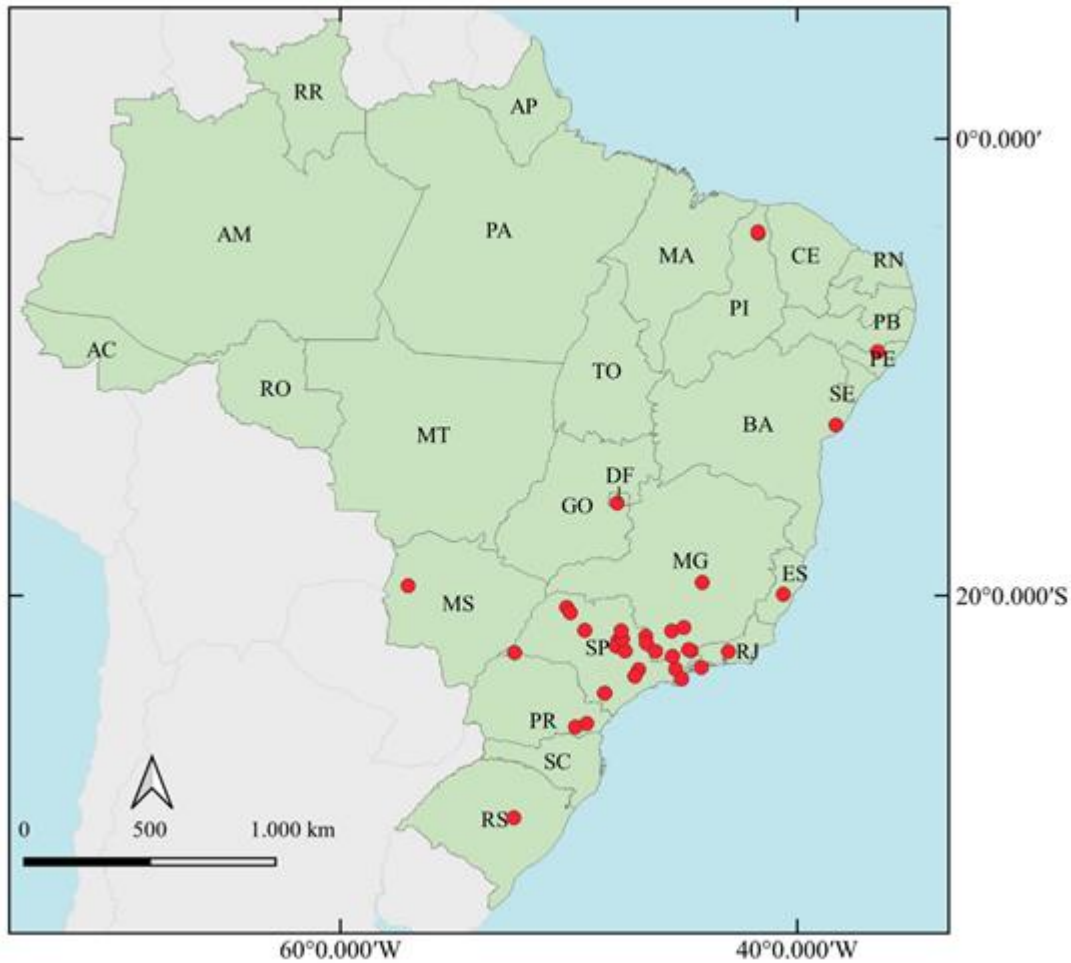 RR
AP
0°0.000′
AM
PA
MA
CE
RN
PI
PB
AC
PE
RO
TO
SE
MT
BA
DF
GO
MG
ES
MS
20°0.000′S
SP
RJ
PR
SC
RS
0 500 1.000 km
60°0.000′W
40°0.000′W